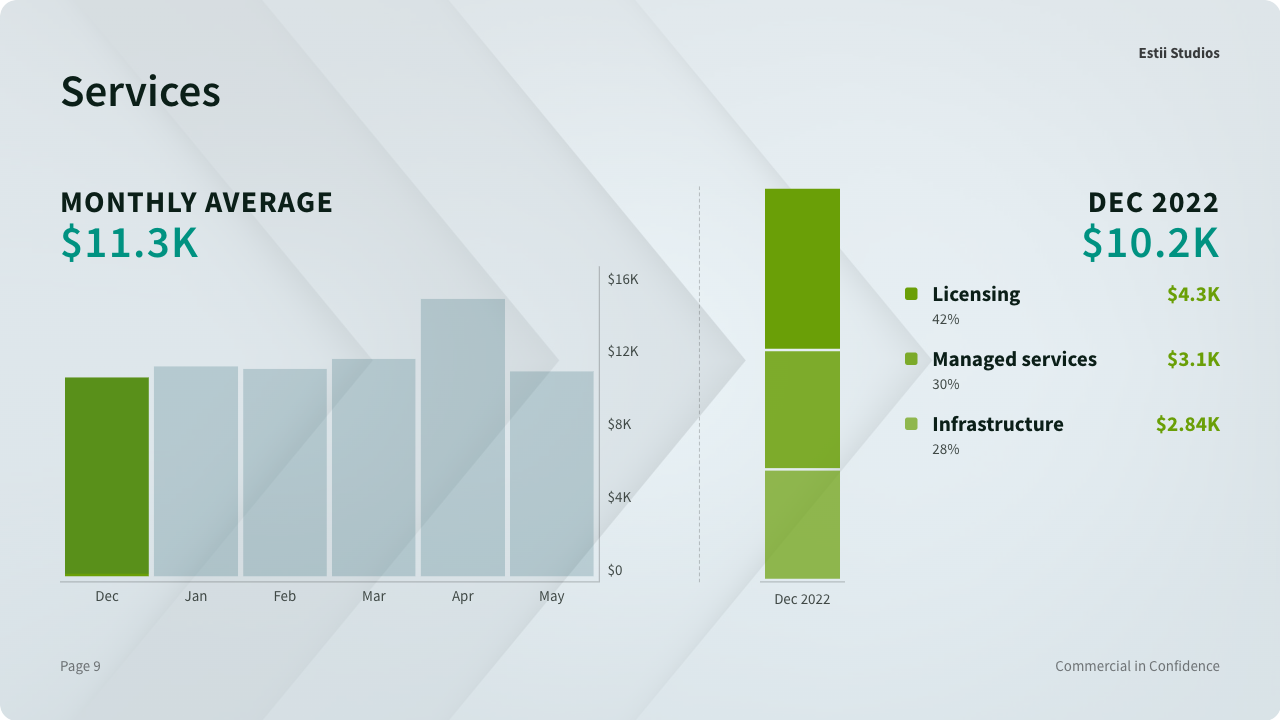 Estii Studios
Services
MONTHLY AVERAGE
$11.3K
$16K
$12K
$8K
$4K
$0
Dec Jan Feb Mar Apr May
DEC 2022
$10.2K
Licensing $4.3K
42%
Managed services $3.1K
30%
Infrastructure $2.84K
28%
Dec 2022
Page 9
Commercial in Confidence